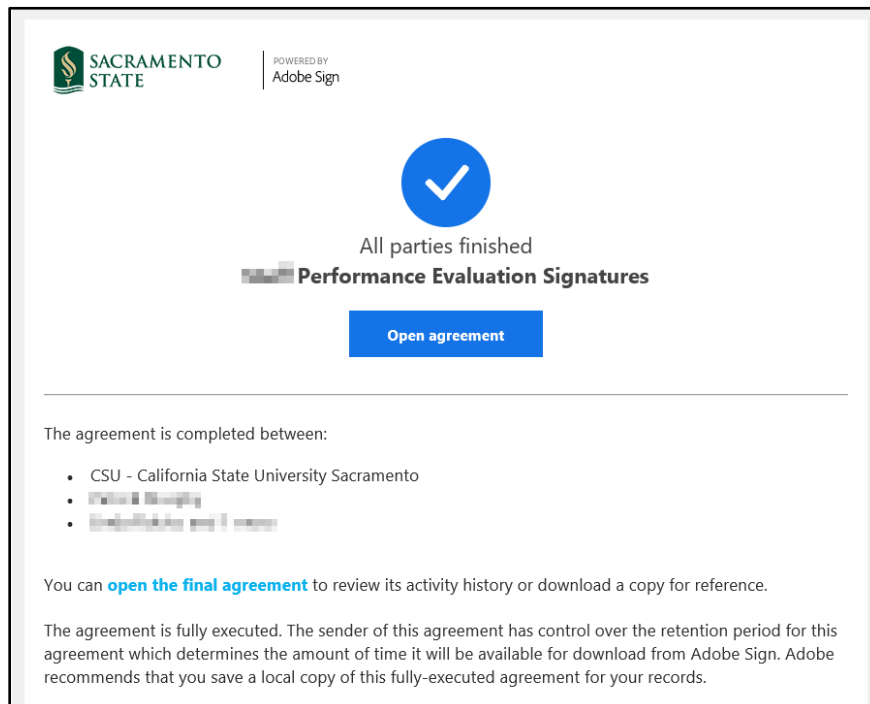 SACRAMENTO
STATE
POWERED BY
Adobe Sign
All parties finished
Performance Evaluation Signatures
Open agreement
The agreement is completed between:
• CSU - California State University Sacramento
•
•
You can open the final agreement to review its activity history or download a copy for reference.
The agreement is fully executed. The sender of this agreement has control over the retention period for this
agreement which determines the amount of time it will be available for download from Adobe Sign. Adobe
recommends that you save a local copy of this fully-executed agreement for your records.